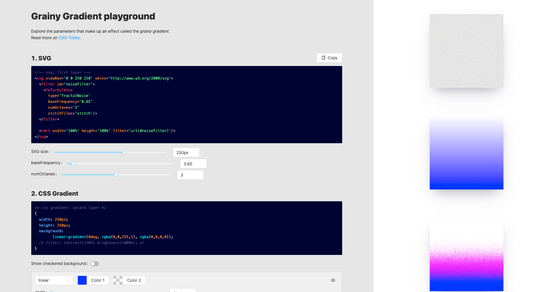 Grainy Gradient playground
Explore the parameters that make up an effect called the grainy gradient.
Read more on CSS-Tricks.
1. SVG
Copy
<!-- svg: first layer -->
<svg viewBox='0 0 250 250' xmlns='http://www.w3.org/2000/svg'>
<filter id='noiseFilter'>
<feTurbulence
type='fractalNoise'
baseFrequency='0.65'
numOctaves='3'
stitchTiles='stitch'/>
</filter>
<rect width='100%' height='100%' filter='url(#noiseFilter)'/>
</svg>
SVG size:
250px
baseFrequency:
0.65
numOctaves:
3
2. CSS Gradient
/* css gradient: second layer */
{
width: 250px;
height: 250px;
background:
linear-gradient(0deg, rgba(0,0,255,1), rgba(0,0,0,0));
}
Show checkered background:
linear
Color 1
Color 2